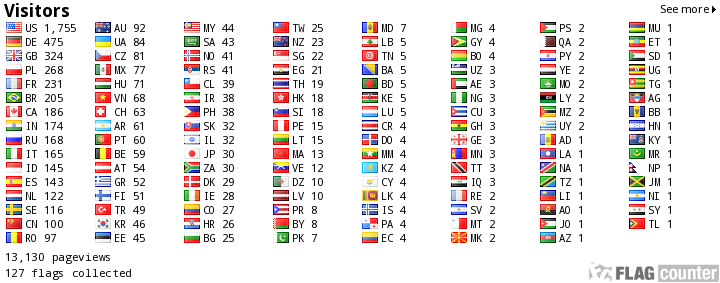 Visitors
See more
US 1,755 AU 92 MY 44 TW 25 MD 7 MG 4 PS 2 MU 1
DE 475 UA 84 SA 43 NZ 23 LB 5 GY 4 QA 2 ET 1
GB 324 CZ 81 NO 41 SG 22 TN 5 BO 4 PY 2 SD 1
PL 268 MX 77 RS 41 EG 21 BA 5 UZ 3 YE 2 UG 1
FR 231 HU 71 CL 39 TH 19 BD 5 AE 3 MO 2 TG 1
BR 205 VN 68 IR 38 HK 18 KE 5 NG 3 LY 2 AG 1
CA 186 CH 63 PH 38 SI 18 LU 5 CU 3 MZ 2 BB 1
IN 174 AR 61 SK 32 PE 15 CR 4 GH 3 UY 2 HN 1
RU 168 PT 60 IL 32 LT 15 DO 4 GE 3 AD 1 KY 1
IT 165 BE 59 JP 30 MA 13 MM 4 MN 3 LA 1 MR 1
ID 145 AT 54 ZA 30 VE 12 KZ 4 TT 3 NA 1 NP 1
ES 143 GR 52 DK 29 DZ 10 CY 4 IQ 3 TZ 1 JM 1
NL 122 FI 51 IE 28 LV 10 LK 4 RE 2 LI 1 NI 1
SE 116 TR 49 CO 27 PR 8 IS 4 SV 2 AO 1 SY 1
CN 100 KR 46 HR 26 BY 8 PA 4 MT 2 JO 1 TL 1
RO 97 EE 45 BG 25 PK 7 EC 4 MK 2 AZ 1
13,130 pageviews
127 flags collected
FLAG counter